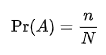 Pr(A) = n/N